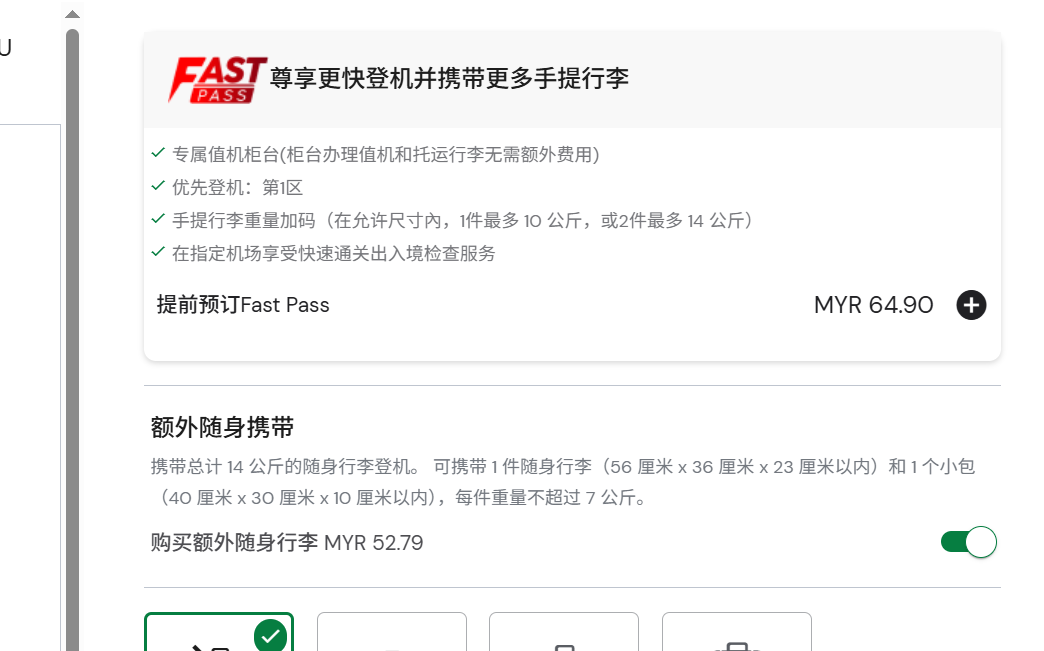 U
FAST PASS 尊享更快登机并携带更多手提行李
专属值机柜台(柜台办理值机和托运行李无需额外费用)
优先登机：第1区
手提行李重量加码（在允许尺寸內，1件最多 10 公斤，或2件最多 14 公斤）
在指定机场享受快速通关出入境检查服务
提前预订Fast Pass MYR 64.90
额外随身携带
携带总计 14 公斤的随身行李登机。 可携带 1 件随身行李（56 厘米 x 36 厘米 x 23 厘米以内）和 1 个小包
（40 厘米 x 30 厘米 x 10 厘米以内），每件重量不超过 7 公斤。
购买额外随身行李 MYR 52.79